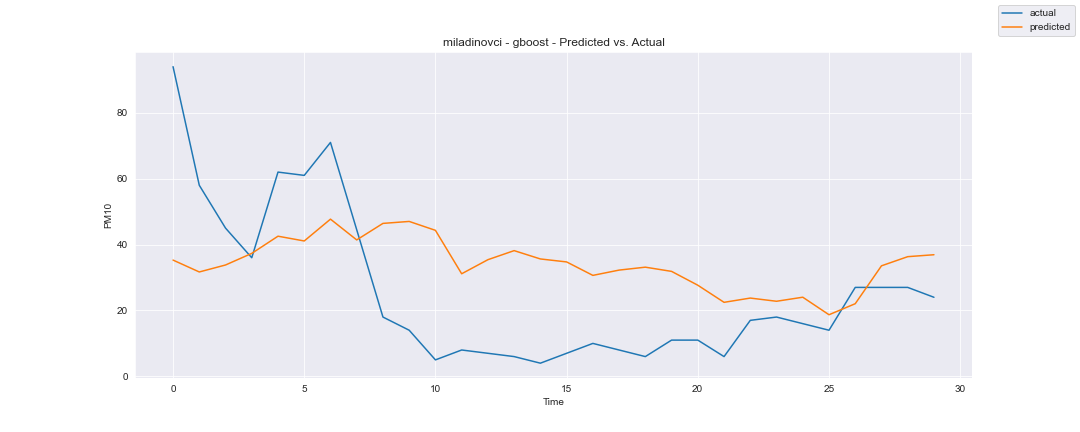 actual
predicted
miladinovci - gboost - Predicted vs. Actual
PM10
80
60
40
20
0
0 5 10 15 20 25 30
Time